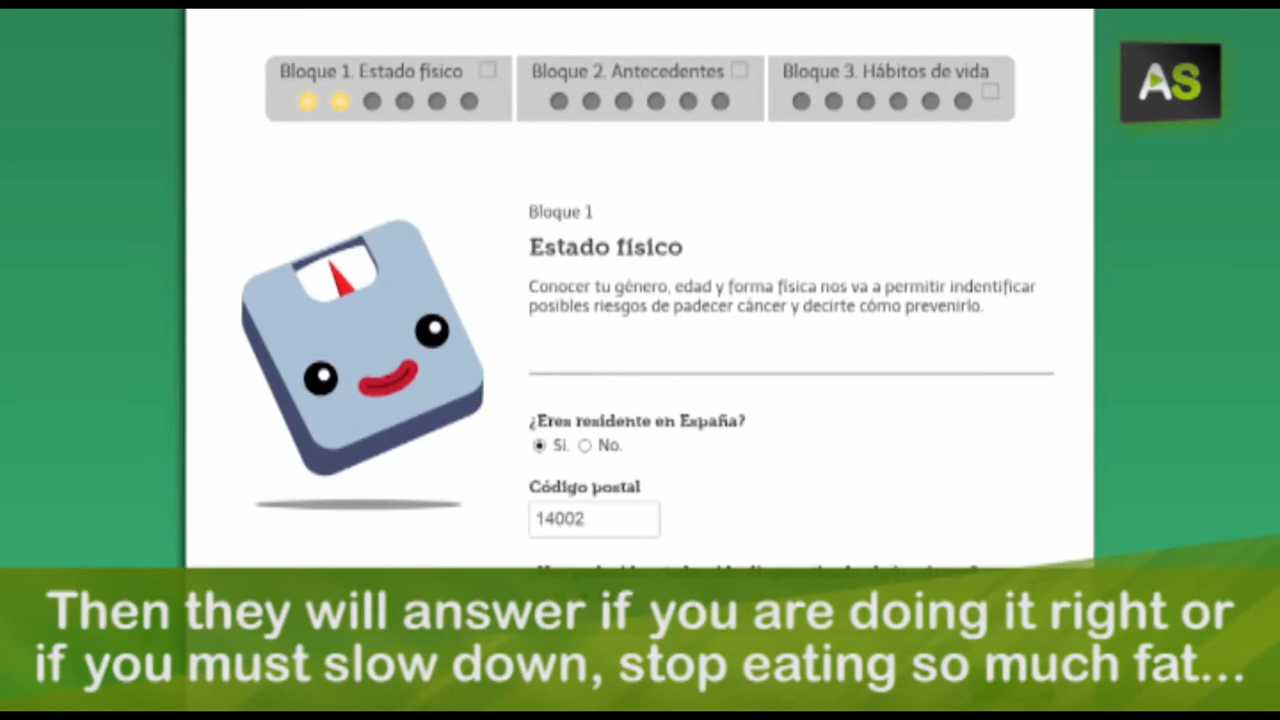 Bloque 1. Estado físico
Bloque 2. Antecedentes
Bloque 3. Hábitos de vida
AS
Bloque 1
Estado físico
Conocer tu género, edad y forma física nos va a permitir indentificar
posibles riesgos de padecer cáncer y decirte cómo prevenirlo.
¿Eres residente en España?
Si. No.
Código postal
14002
Then they will answer if you are doing it right or
if you must slow down, stop eating so much fat...